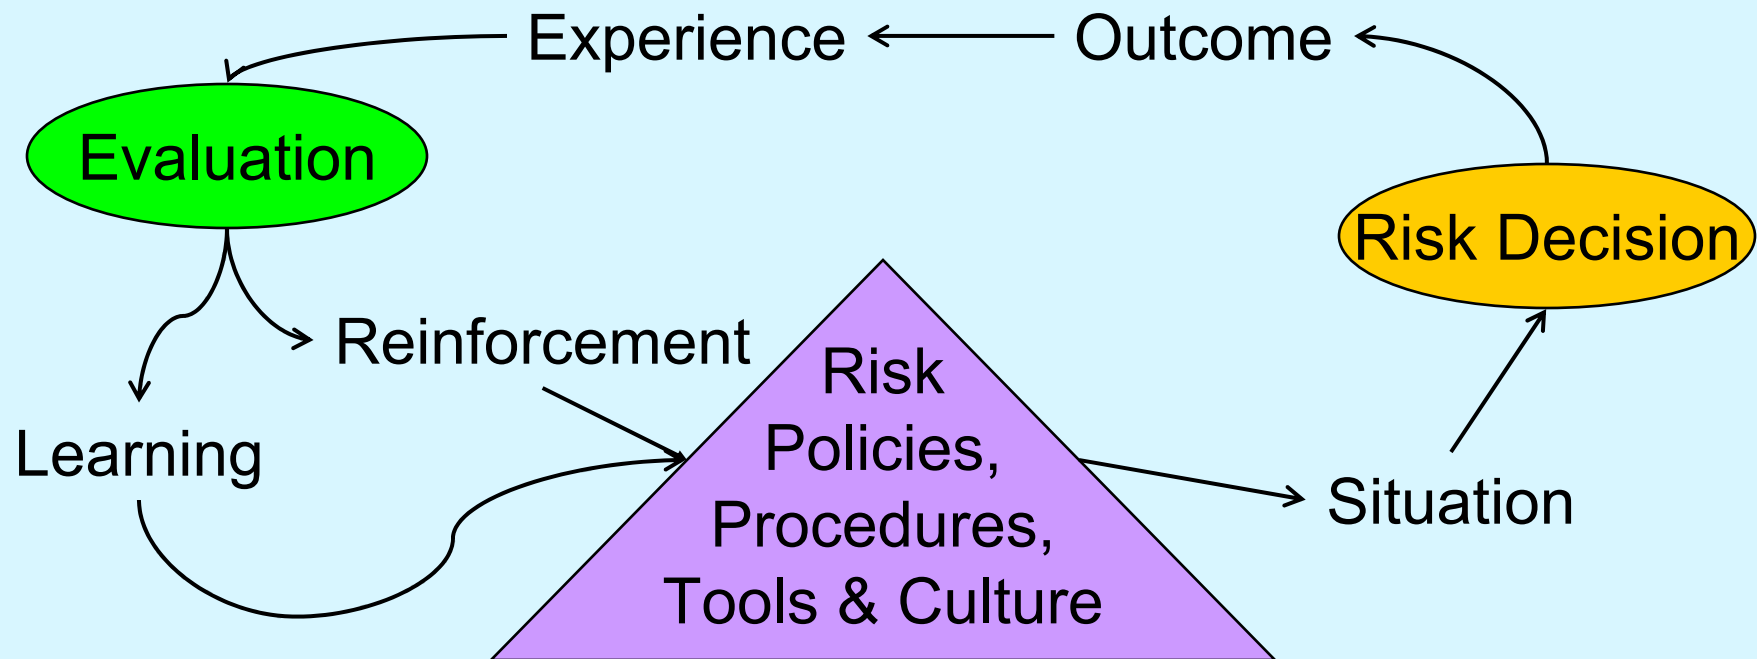 Experience
Outcome
Evaluation
Risk Decision
Reinforcement
Learning
Risk
Policies,
Procedures,
Tools & Culture
Situation